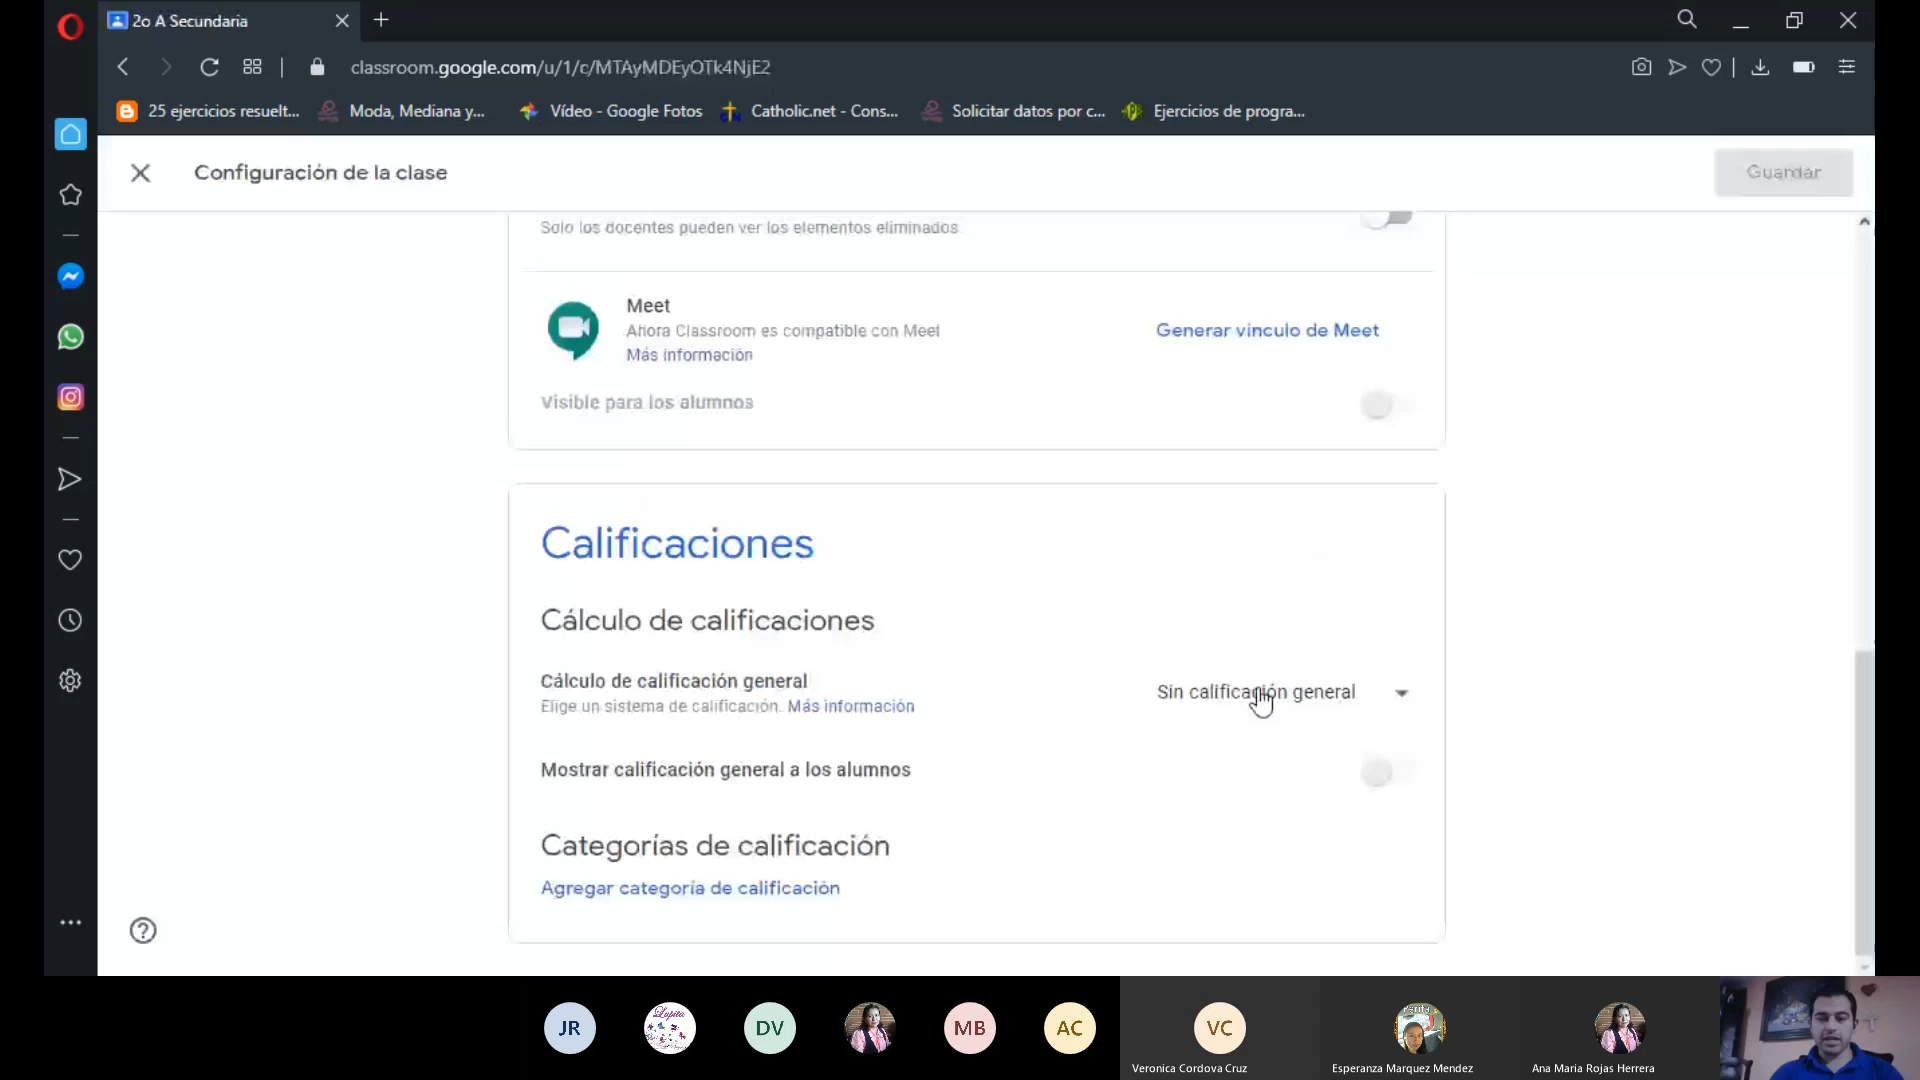 2o A Secundaria
classroom.google.com/u/1/c/MTAyMDEyOTk4NjE2
25 ejercicios resuelt...
Moda, Mediana y...
Vídeo - Google Fotos
Catholic.net - Cons...
Solicitar datos por c...
Ejercicios de progra...
Configuración de la clase
Guardar
Solo los docentes pueden ver los elementos eliminados.
Meet
Ahora Classroom es compatible con Meet
Más información
Generar vínculo de Meet
Visible para los alumnos
Calificaciones
Cálculo de calificaciones
Cálculo de calificación general
Elige un sistema de calificación. Más información
Sin calificación general
Mostrar calificación general a los alumnos
Categorías de calificación
Agregar categoría de calificación
JR
Lupita
DV
MB
AC
VC
Veronica Cordova Cruz
Esperanza Marquez Mendez
Ana Maria Rojas Herrera